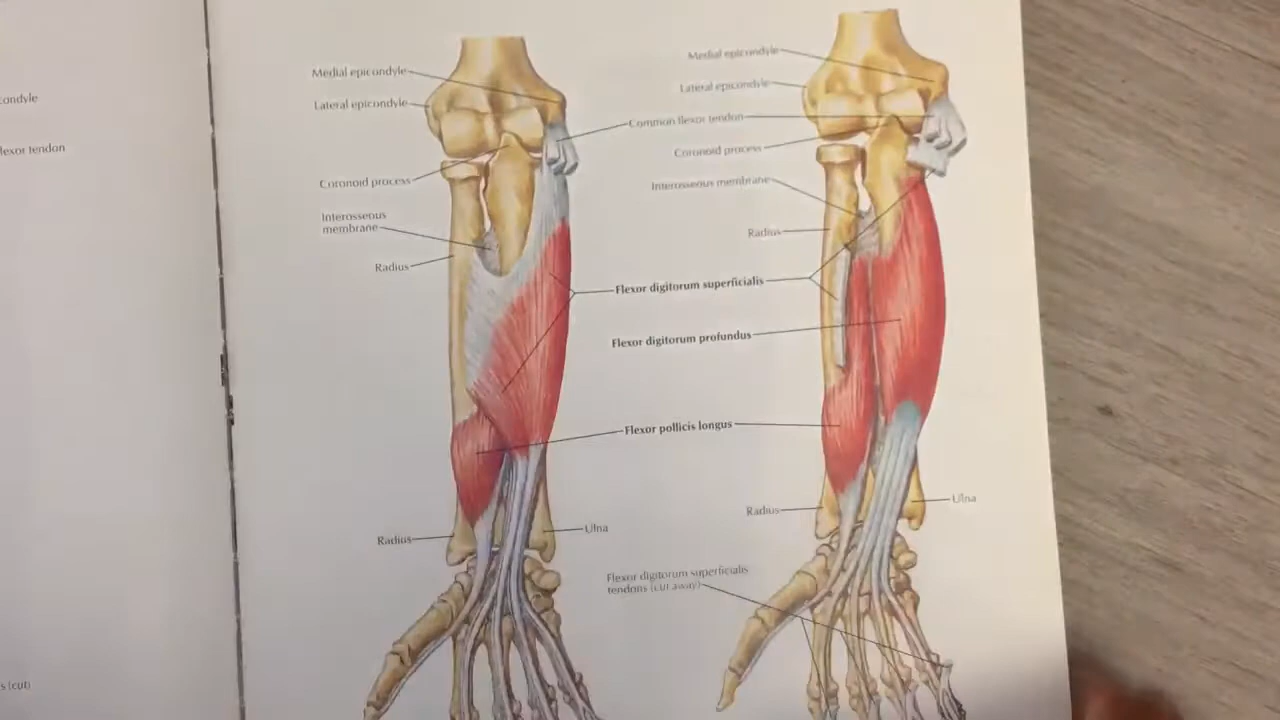 condyle
lexor tendon
s (cut)
Medial epicondyle
Lateral epicondyle
Coronoid process
Interosseous
membrane
Radius
Radius
Ulna
Medial epicondyle
Lateral epicondyle
Common flexor tendon
Coronoid process
Interosseous membrane
Radius
Flexor digitorum superficialis
Flexor digitorum profundus
Flexor pollicis longus
Radius
Ulna
Flexor digitorum superficialis
tendons (cut away)